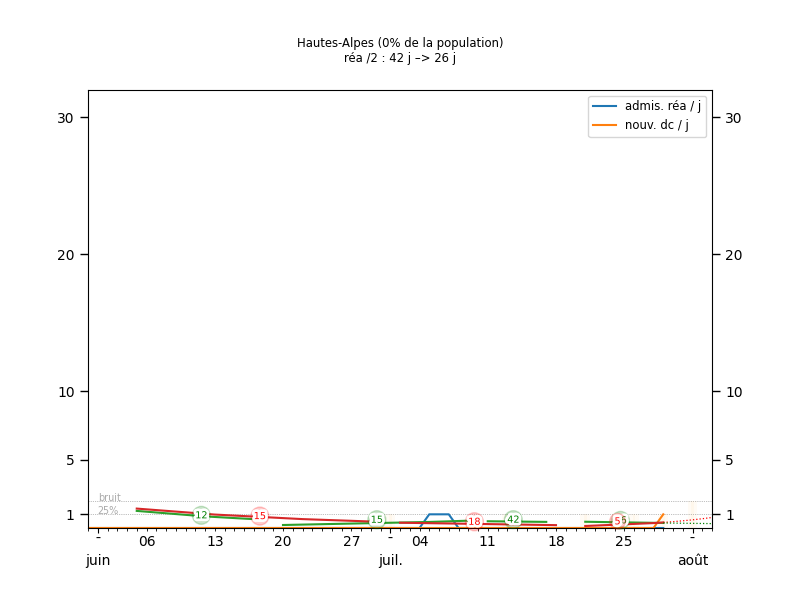 Hautes-Alpes (0% de la population)
réa /2 : 42 j –> 26 j
admis. réa / j
nouv. dc / j
30
30
20
20
10
10
5
5
bruit
25%
1
1
12
15
15
18
42
5
- 06 13 20 27 - 04 11 18 25 -
juin juil. août